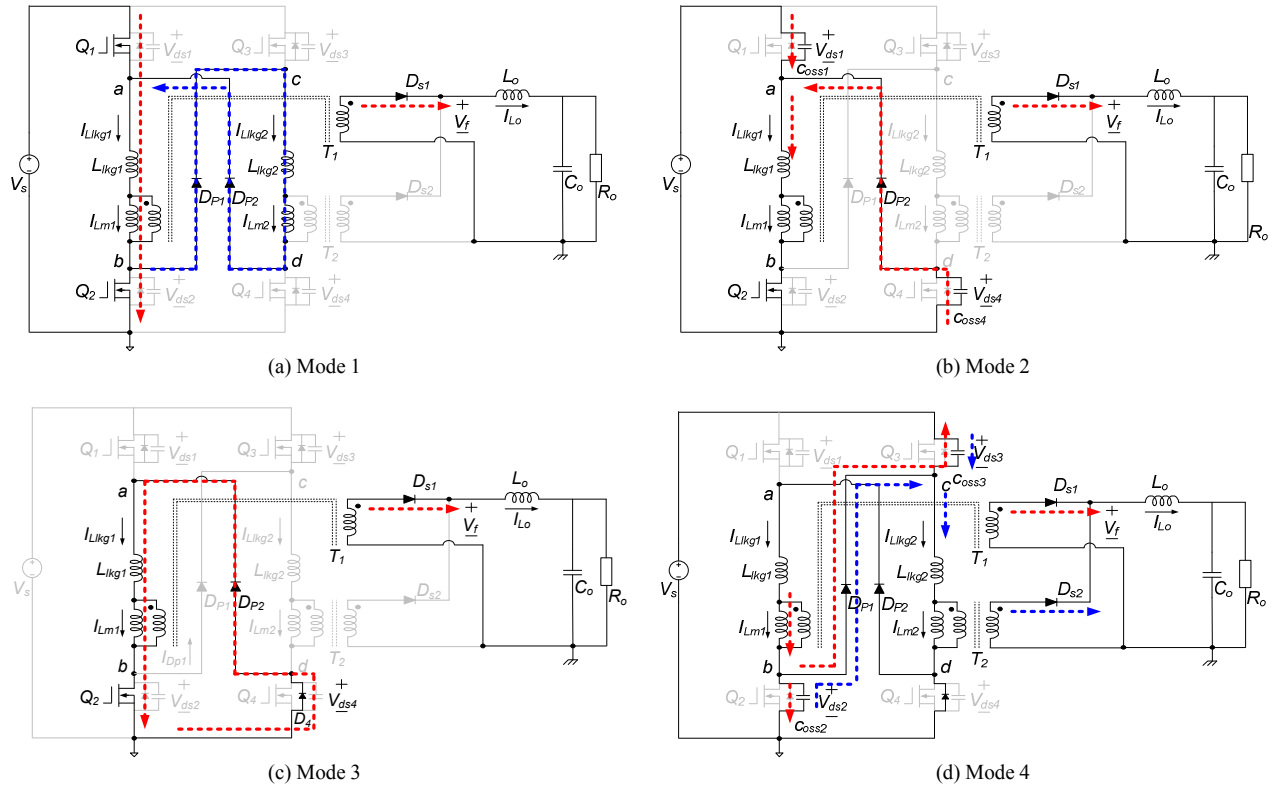 Q1
Vds1
+
Q3
Vds3
+
a
c
Ds1
Lo
ILo
+
Vf
ILlkg1
ILlkg2
T1
Llkg1
Llkg2
Vs
DP1
DP2
Ds2
Co
Ro
ILm1
ILm2
T2
b
d
Q2
Vds2
+
Q4
Vds4
+
(a) Mode 1
Q1
Vds1
+
coss1
Q3
Vds3
+
a
c
Ds1
Lo
ILo
+
Vf
ILlkg1
ILlkg2
T1
Llkg1
Llkg2
Vs
DP1
DP2
Ds2
Co
Ro
ILm1
ILm2
T2
b
d
Q2
Vds2
+
Q4
Vds4
+
coss4
(b) Mode 2
Q1
Vds1
+
Q3
Vds3
+
a
c
Ds1
Lo
ILo
+
Vf
ILlkg1
ILlkg2
T1
Llkg1
Llkg2
Vs
DP1
DP2
Ds2
Co
Ro
ILm1
IDp1
ILm2
T2
b
d
Q2
Vds2
+
Q4
D4
Vds4
+
(c) Mode 3
Q1
Vds1
+
Q3
Vds3
+
coss3
a
c
Ds1
Lo
ILo
+
Vf
ILlkg1
ILlkg2
T1
Llkg1
Llkg2
Vs
DP1
DP2
Ds2
Co
Ro
ILm1
ILm2
T2
b
d
Q2
Vds2
+
coss2
Q4
Vds4
+
(d) Mode 4